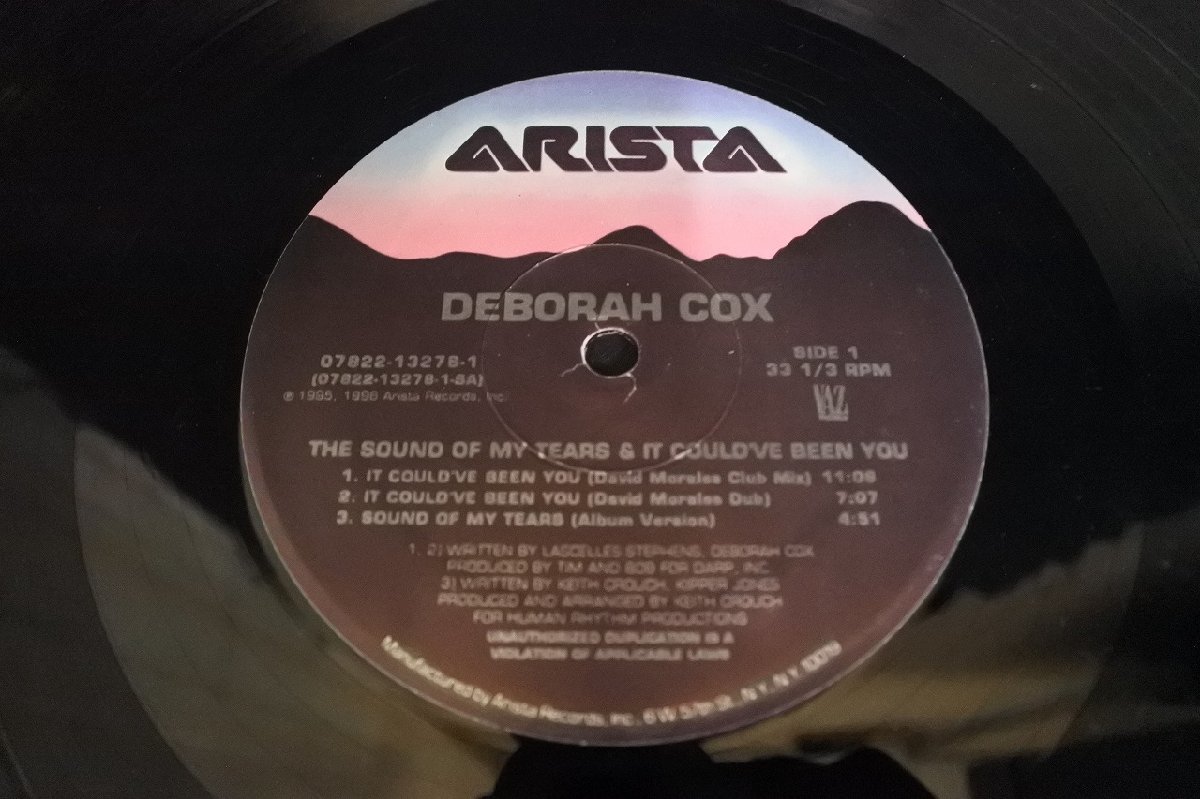 ARISTA
DEBORAH COX
07822-13278-1
(07822-13278-1-SA)
℗ 1995, 1996 Arista Records, Inc.
SIDE 1
33 1/3 RPM
THE SOUND OF MY TEARS & IT COULD'VE BEEN YOU
1. IT COULD'VE BEEN YOU (David Morales Club Mix) 11:06
2. IT COULD'VE BEEN YOU (David Morales Dub) 7:07
3. SOUND OF MY TEARS (Album Version) 4:51
1, 2) WRITTEN BY LASCELLES STEPHENS, DEBORAH COX
PRODUCED BY TIM AND BOB FOR DARP, INC.
3) WRITTEN BY KEITH CROUCH, KIPPER JONES
PRODUCED AND ARRANGED BY KEITH CROUCH
FOR HUMAN RHYTHM PRODUCTIONS
UNAUTHORIZED DUPLICATION IS A
VIOLATION OF APPLICABLE LAWS
Manufactured by Arista Records, Inc., 6 W. 57th St., N.Y., N.Y. 10019